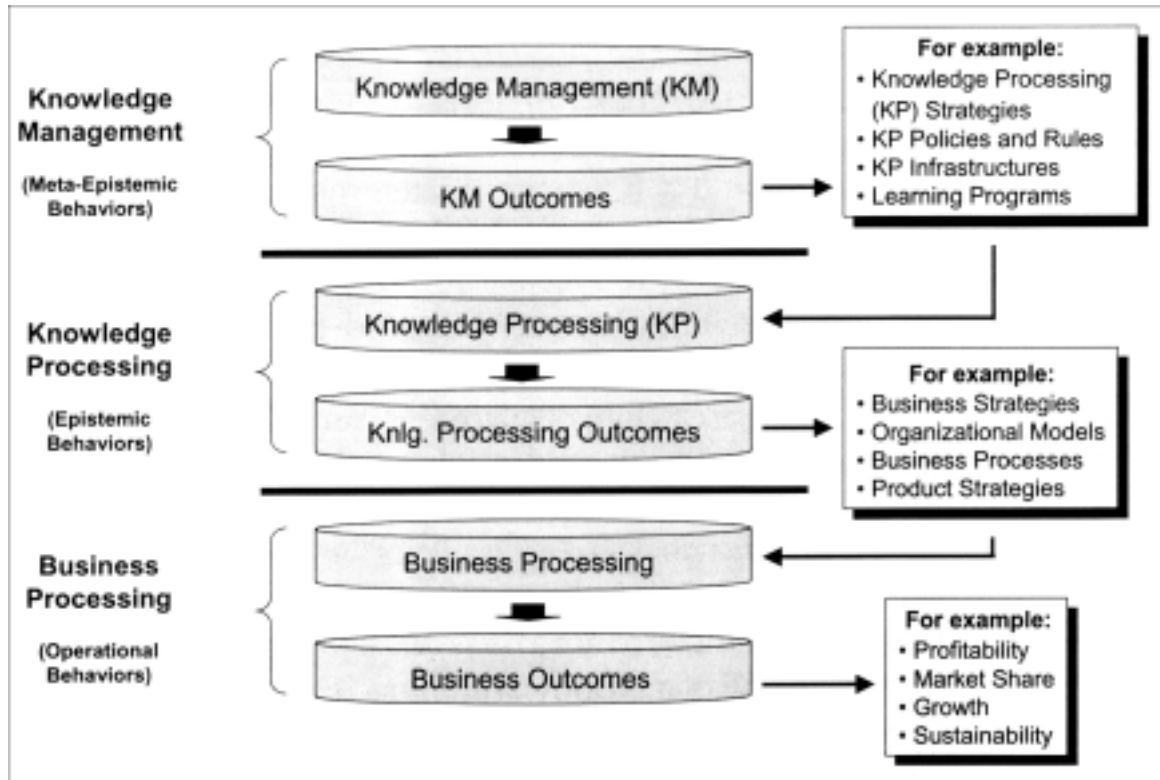 Knowledge
Management
(Meta-Epistemic
Behaviors)
Knowledge Management (KM)
KM Outcomes
For example:
• Knowledge Processing
(KP) Strategies
• KP Policies and Rules
• KP Infrastructures
• Learning Programs
Knowledge
Processing
(Epistemic
Behaviors)
Knowledge Processing (KP)
Knlg. Processing Outcomes
For example:
• Business Strategies
• Organizational Models
• Business Processes
• Product Strategies
Business
Processing
(Operational
Behaviors)
Business Processing
Business Outcomes
For example:
• Profitability
• Market Share
• Growth
• Sustainability